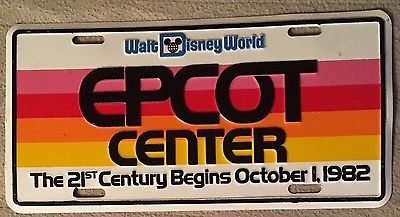 Walt Disney World
EPCOT
CENTER
The 21ST Century Begins October 1, 1982